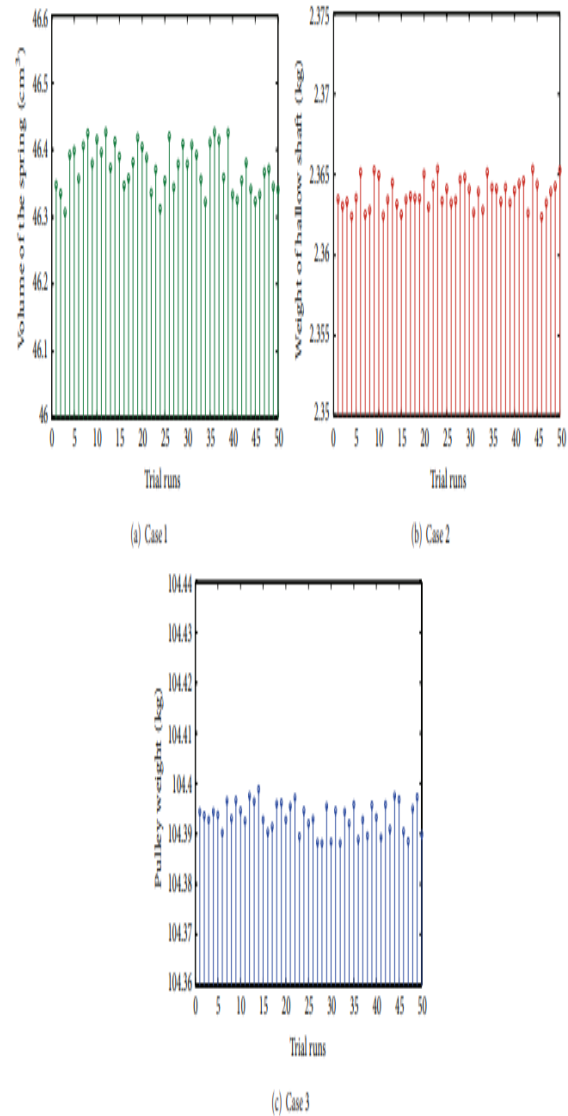 Volume of the spring (cm³)
46.6
46.5
46.4
46.3
46.2
46.1
46
0 5 10 15 20 25 30 35 40 45 50
Trial runs
(a) Case 1
Weight of hallow shaft (kg)
2.375
2.37
2.365
2.36
2.355
2.35
0 5 10 15 20 25 30 35 40 45 50
Trial runs
(b) Case 2
Pulley weight (kg)
104.44
104.43
104.42
104.41
104.4
104.39
104.38
104.37
104.36
0 5 10 15 20 25 30 35 40 45 50
Trial runs
(c) Case 3